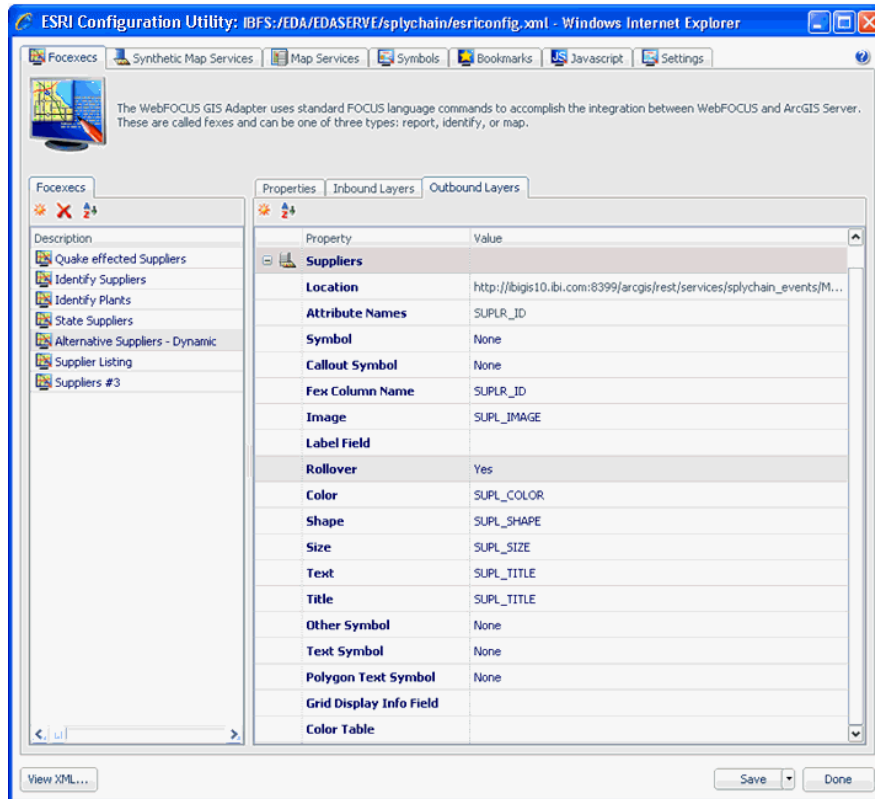 ESRI Configuration Utility: IBFS:/EDA/EDASERVE/splychain/esriconfig.xml - Windows Internet Explorer
Focexecs Synthetic Map Services Map Services Symbols Bookmarks Javascript Settings
The WebFOCUS GIS Adapter uses standard FOCUS language commands to accomplish the integration between WebFOCUS and ArcGIS Server.
These are called fexes and can be one of three types: report, identify, or map.
Focexecs
Description
Quake effected Suppliers
Identify Suppliers
Identify Plants
State Suppliers
Alternative Suppliers - Dynamic
Supplier Listing
Suppliers #3
Properties Inbound Layers Outbound Layers
Property Value
Suppliers
Location http://ibigis10.ibi.com:8399/arcgis/rest/services/splychain_events/M...
Attribute Names SUPLR_ID
Symbol None
Callout Symbol None
Fex Column Name SUPLR_ID
Image SUPL_IMAGE
Label Field
Rollover Yes
Color SUPL_COLOR
Shape SUPL_SHAPE
Size SUPL_SIZE
Text SUPL_TITLE
Title SUPL_TITLE
Other Symbol None
Text Symbol None
Polygon Text Symbol None
Grid Display Info Field
Color Table
View XML... Save Done